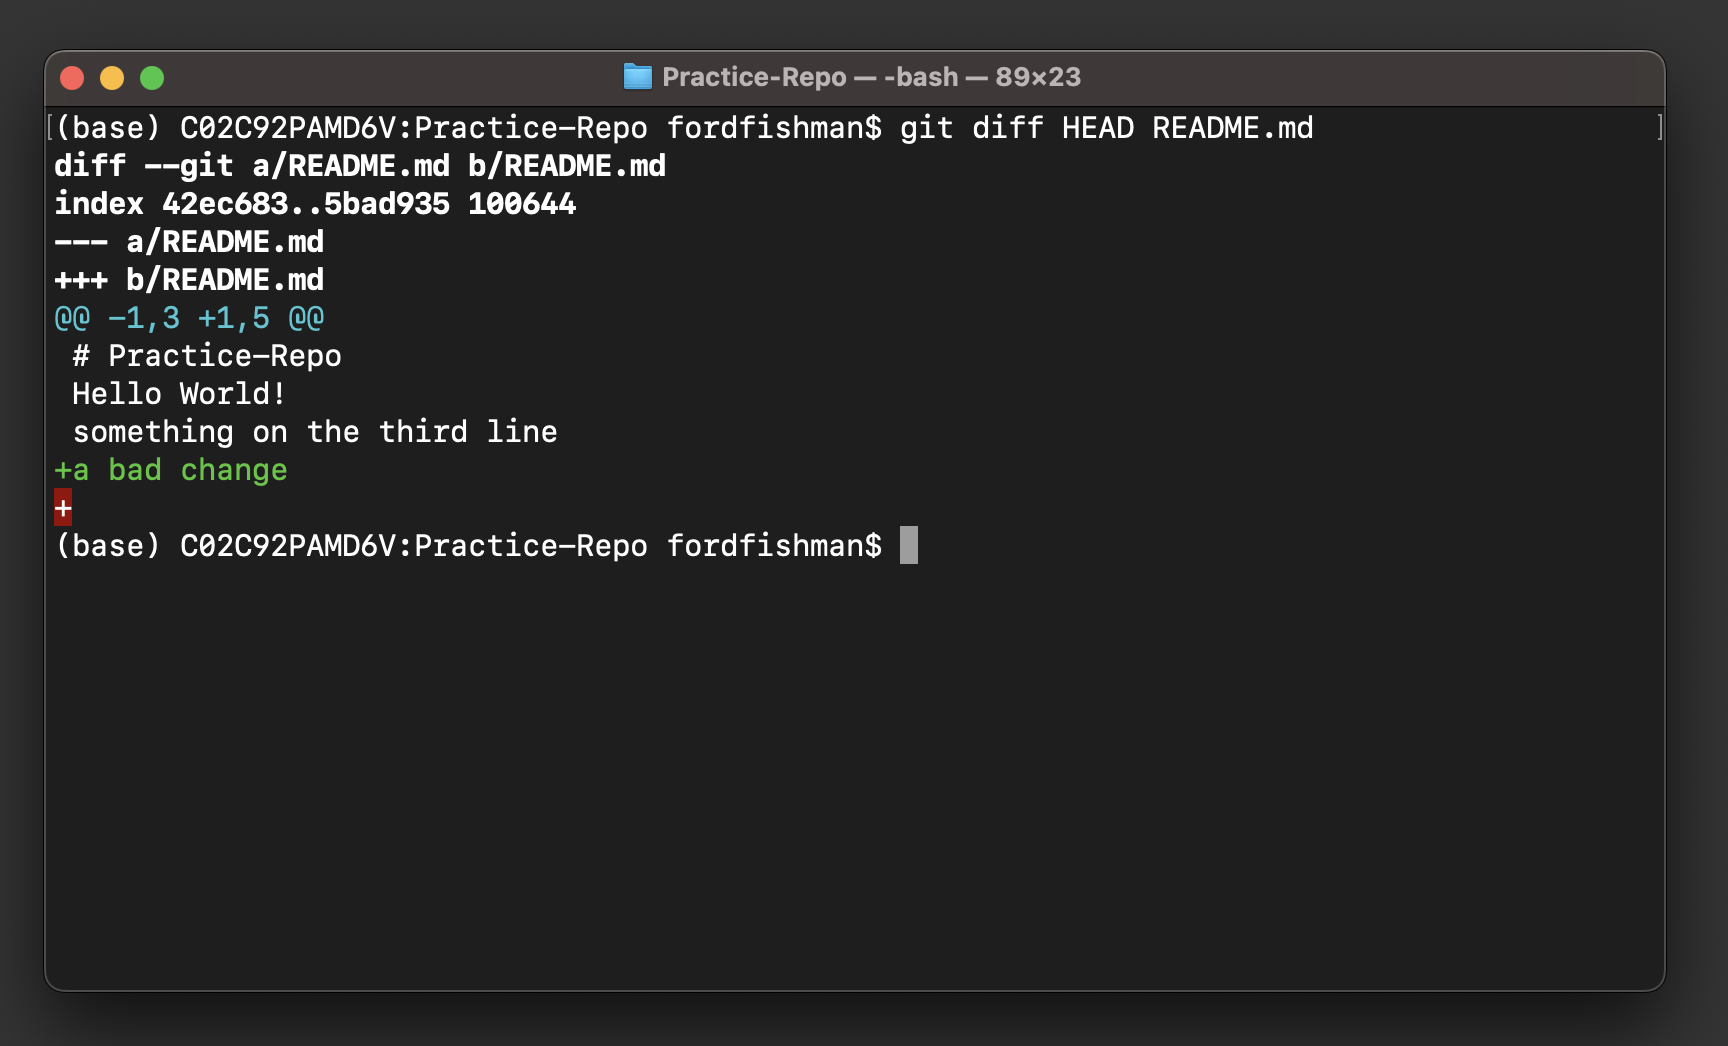 Practice-Repo — -bash — 89×23
[(base) C02C92PAMD6V:Practice-Repo fordfishman$ git diff HEAD README.md ]
diff --git a/README.md b/README.md
index 42ec683..5bad935 100644
--- a/README.md
+++ b/README.md
@@ -1,3 +1,5 @@
 # Practice-Repo
 Hello World!
 something on the third line
+a bad change
+
(base) C02C92PAMD6V:Practice-Repo fordfishman$